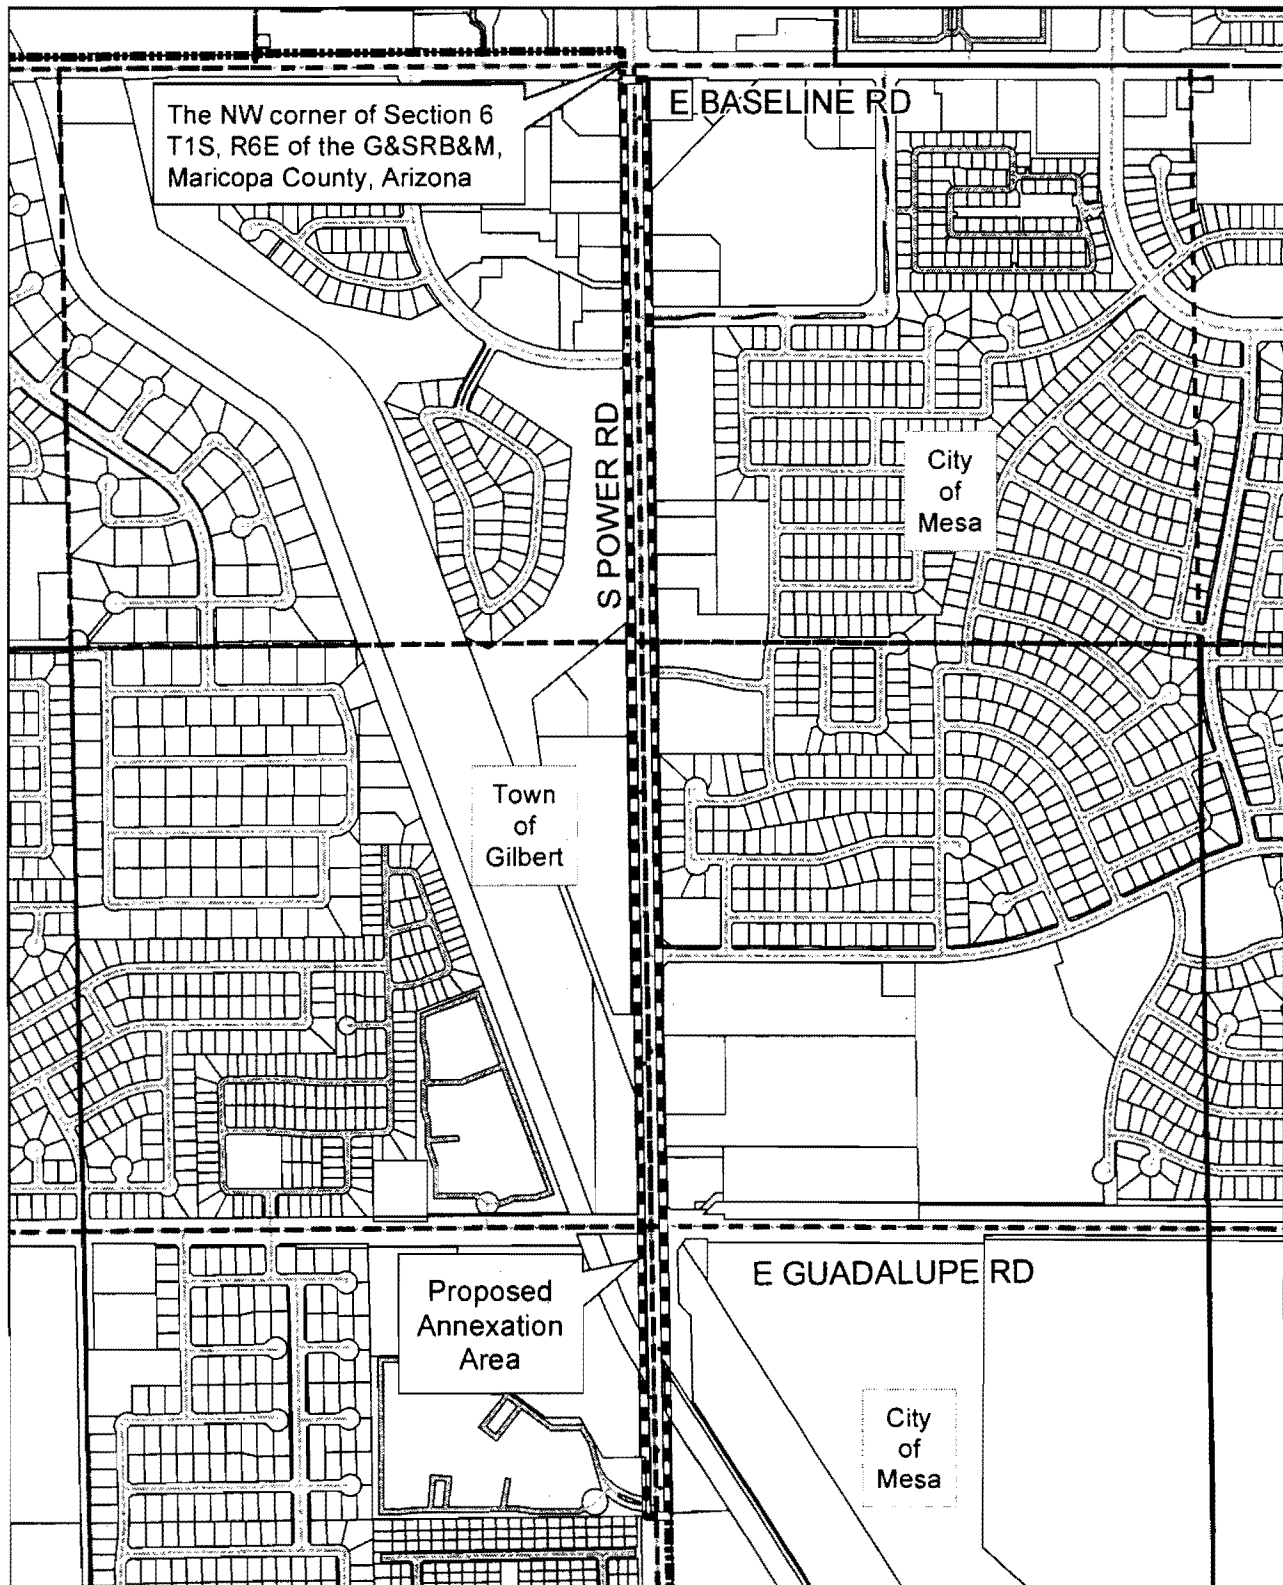 The NW corner of Section 6
T1S, R6E of the G&SRB&M,
Maricopa County, Arizona
E BASELINE RD
S POWER RD
City
of
Mesa
Town
of
Gilbert
E GUADALUPE RD
Proposed
Annexation
Area
City
of
Mesa